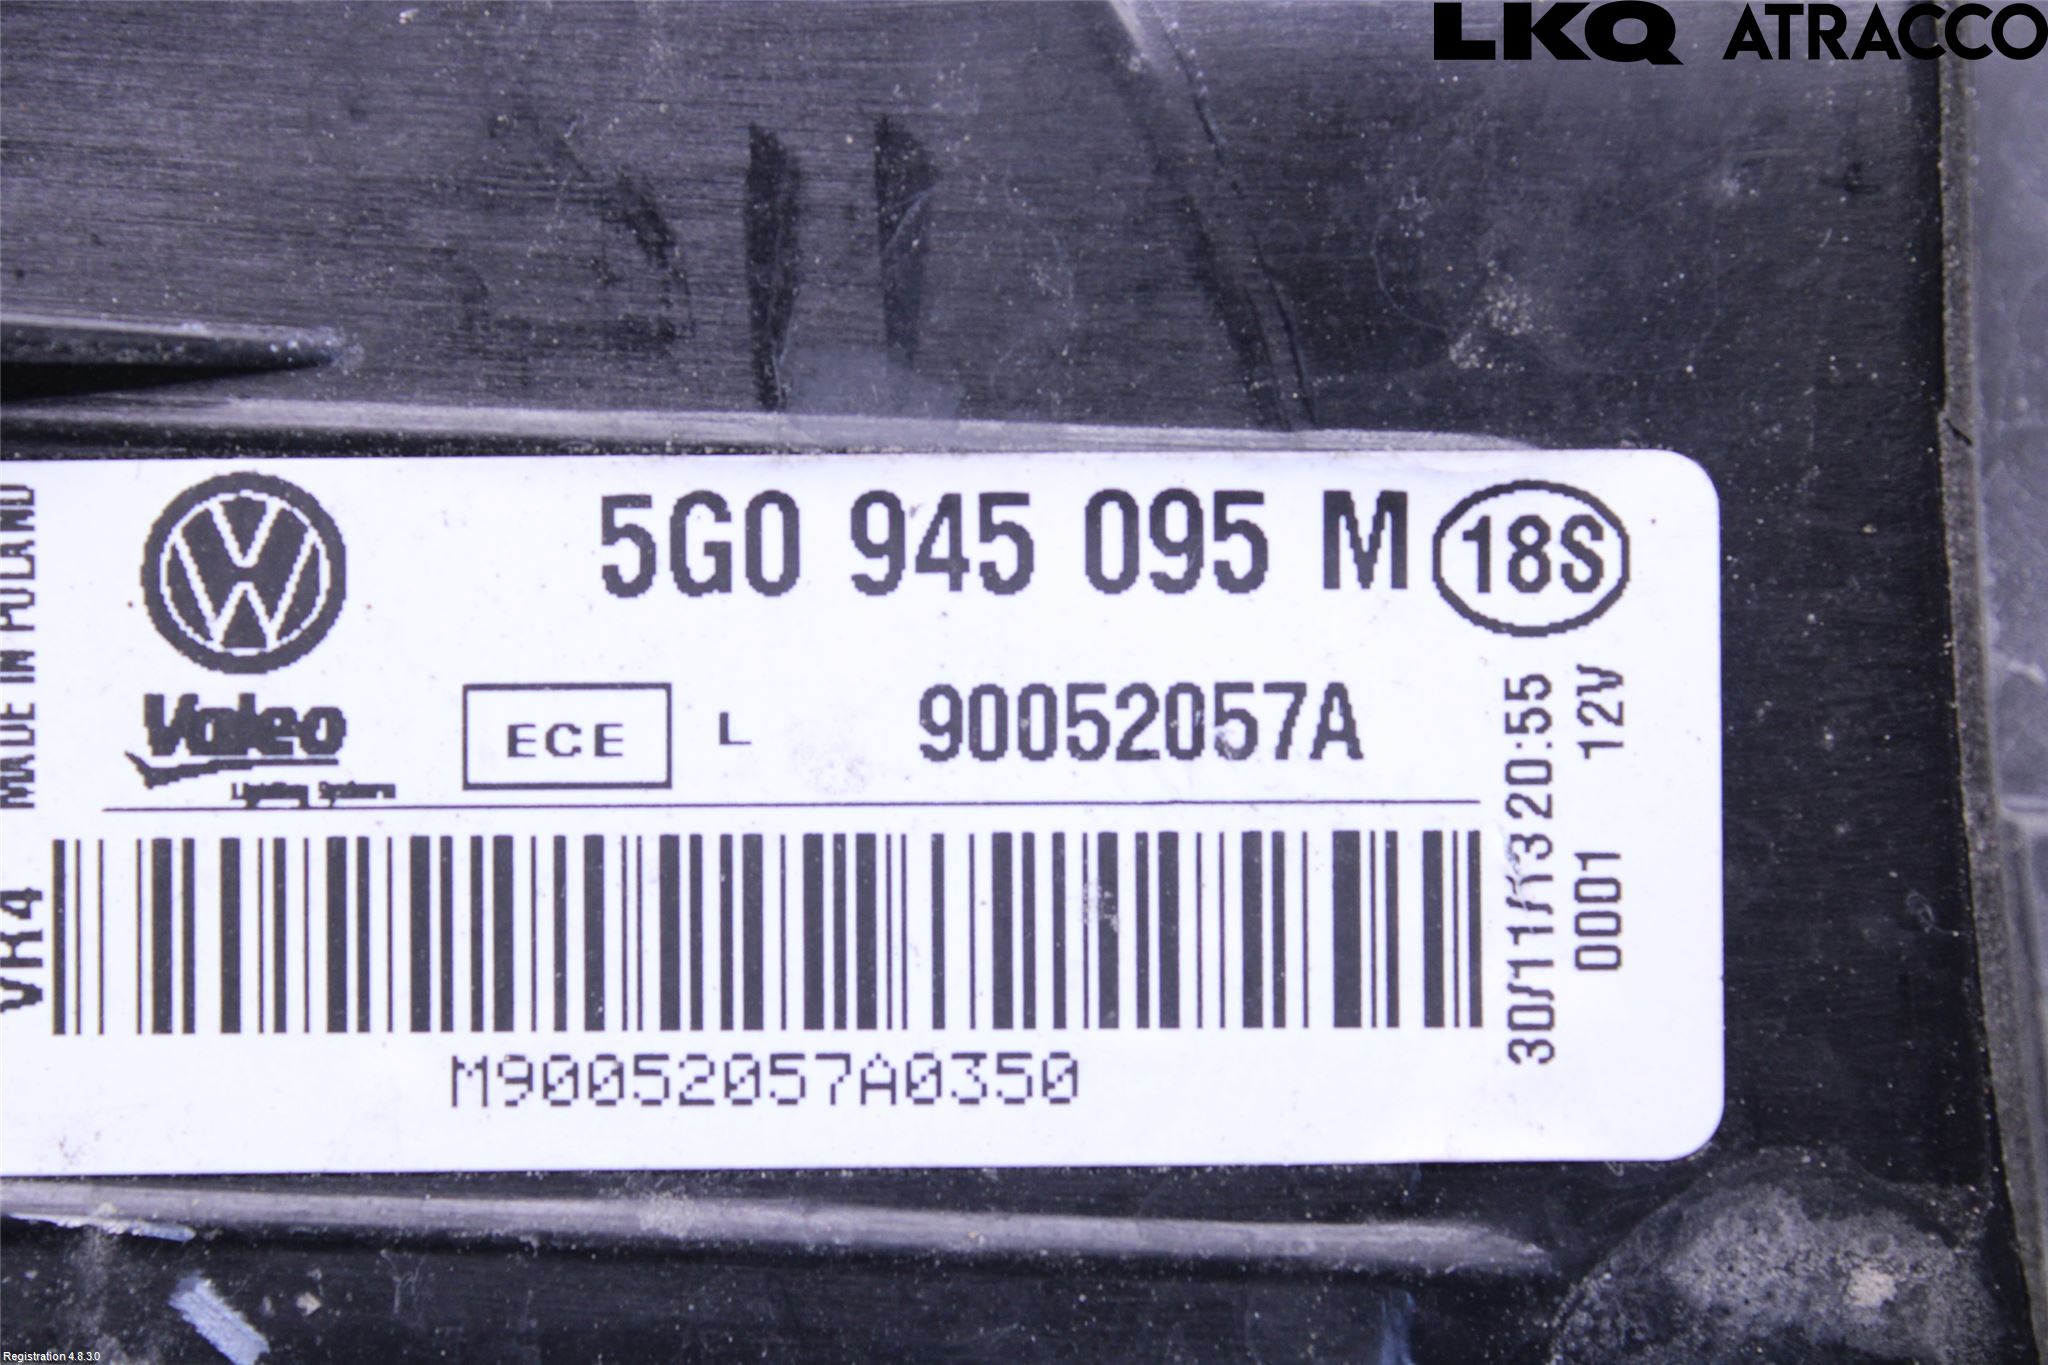 LKQ ATRACCO
MADE IN POLAND
5G0 945 095 M
18S
Valeo
Lighting Systems
ECE
L
90052057A
30/11/13 20:55
12V
0001
VR4
M90052057A0350
Registration 4.8.3.0